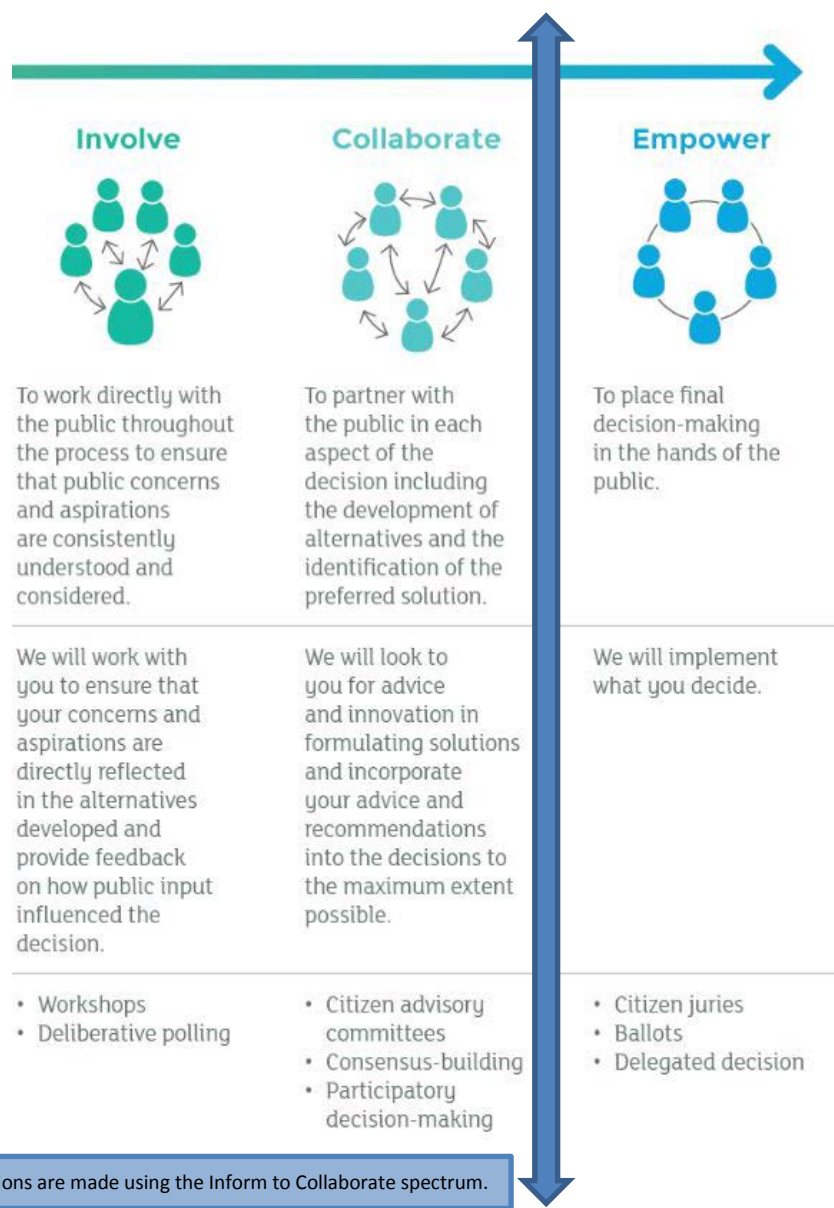 Involve
Collaborate
Empower
To work directly with
the public throughout
the process to ensure
that public concerns
and aspirations
are consistently
understood and
considered.
To partner with
the public in each
aspect of the
decision including
the development of
alternatives and the
identification of the
preferred solution.
To place final
decision-making
in the hands of the
public.
We will work with
you to ensure that
your concerns and
aspirations are
directly reflected
in the alternatives
developed and
provide feedback
on how public input
influenced the
decision.
We will look to
you for advice
and innovation in
formulating solutions
and incorporate
your advice and
recommendations
into the decisions to
the maximum extent
possible.
We will implement
what you decide.
• Workshops
• Deliberative polling
• Citizen advisory
committees
• Consensus-building
• Participatory
decision-making
• Citizen juries
• Ballots
• Delegated decision
are made using the Inform to Collaborate spectrum.